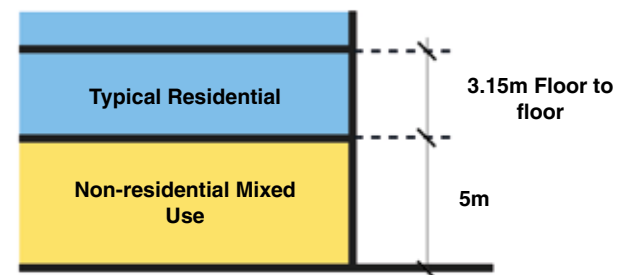 Typical Residential
3.15m Floor to
floor
Non-residential Mixed
Use
5m